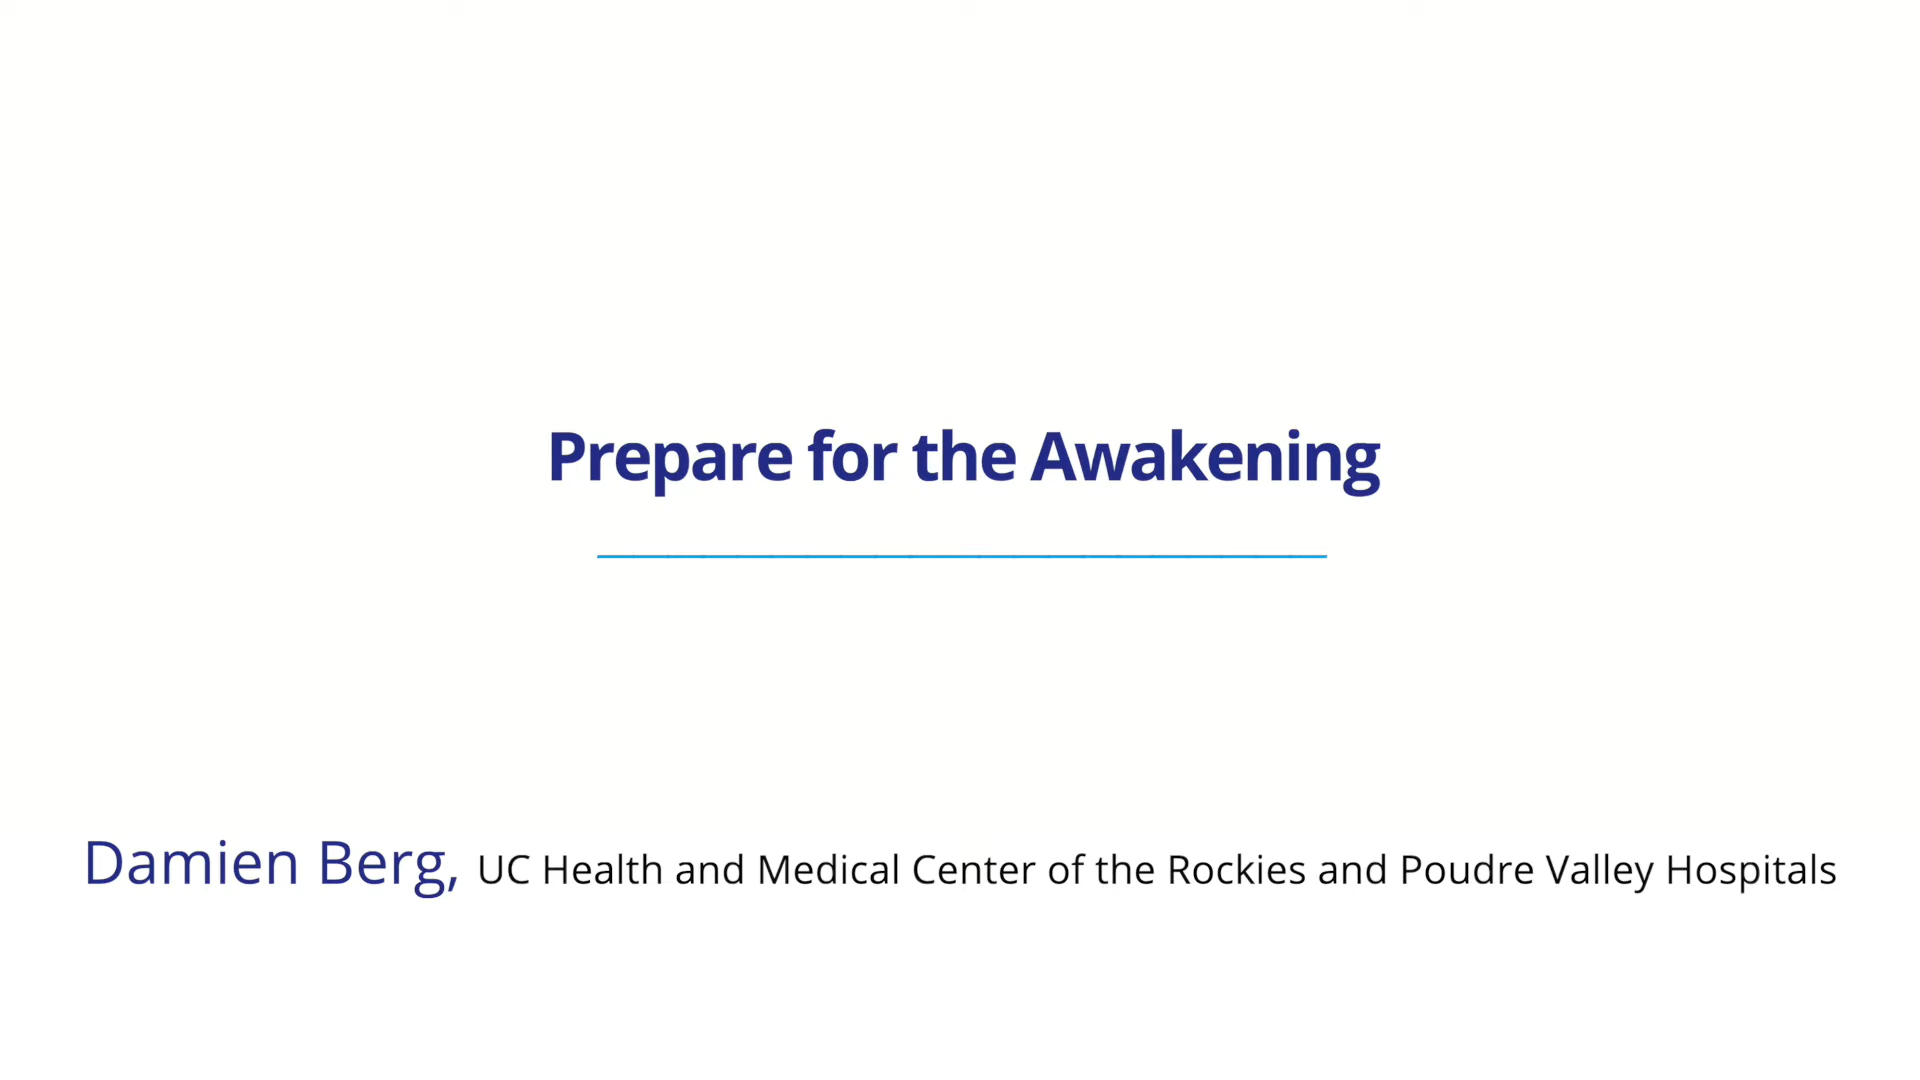 Prepare for the Awakening
Damien Berg, UC Health and Medical Center of the Rockies and Poudre Valley Hospitals